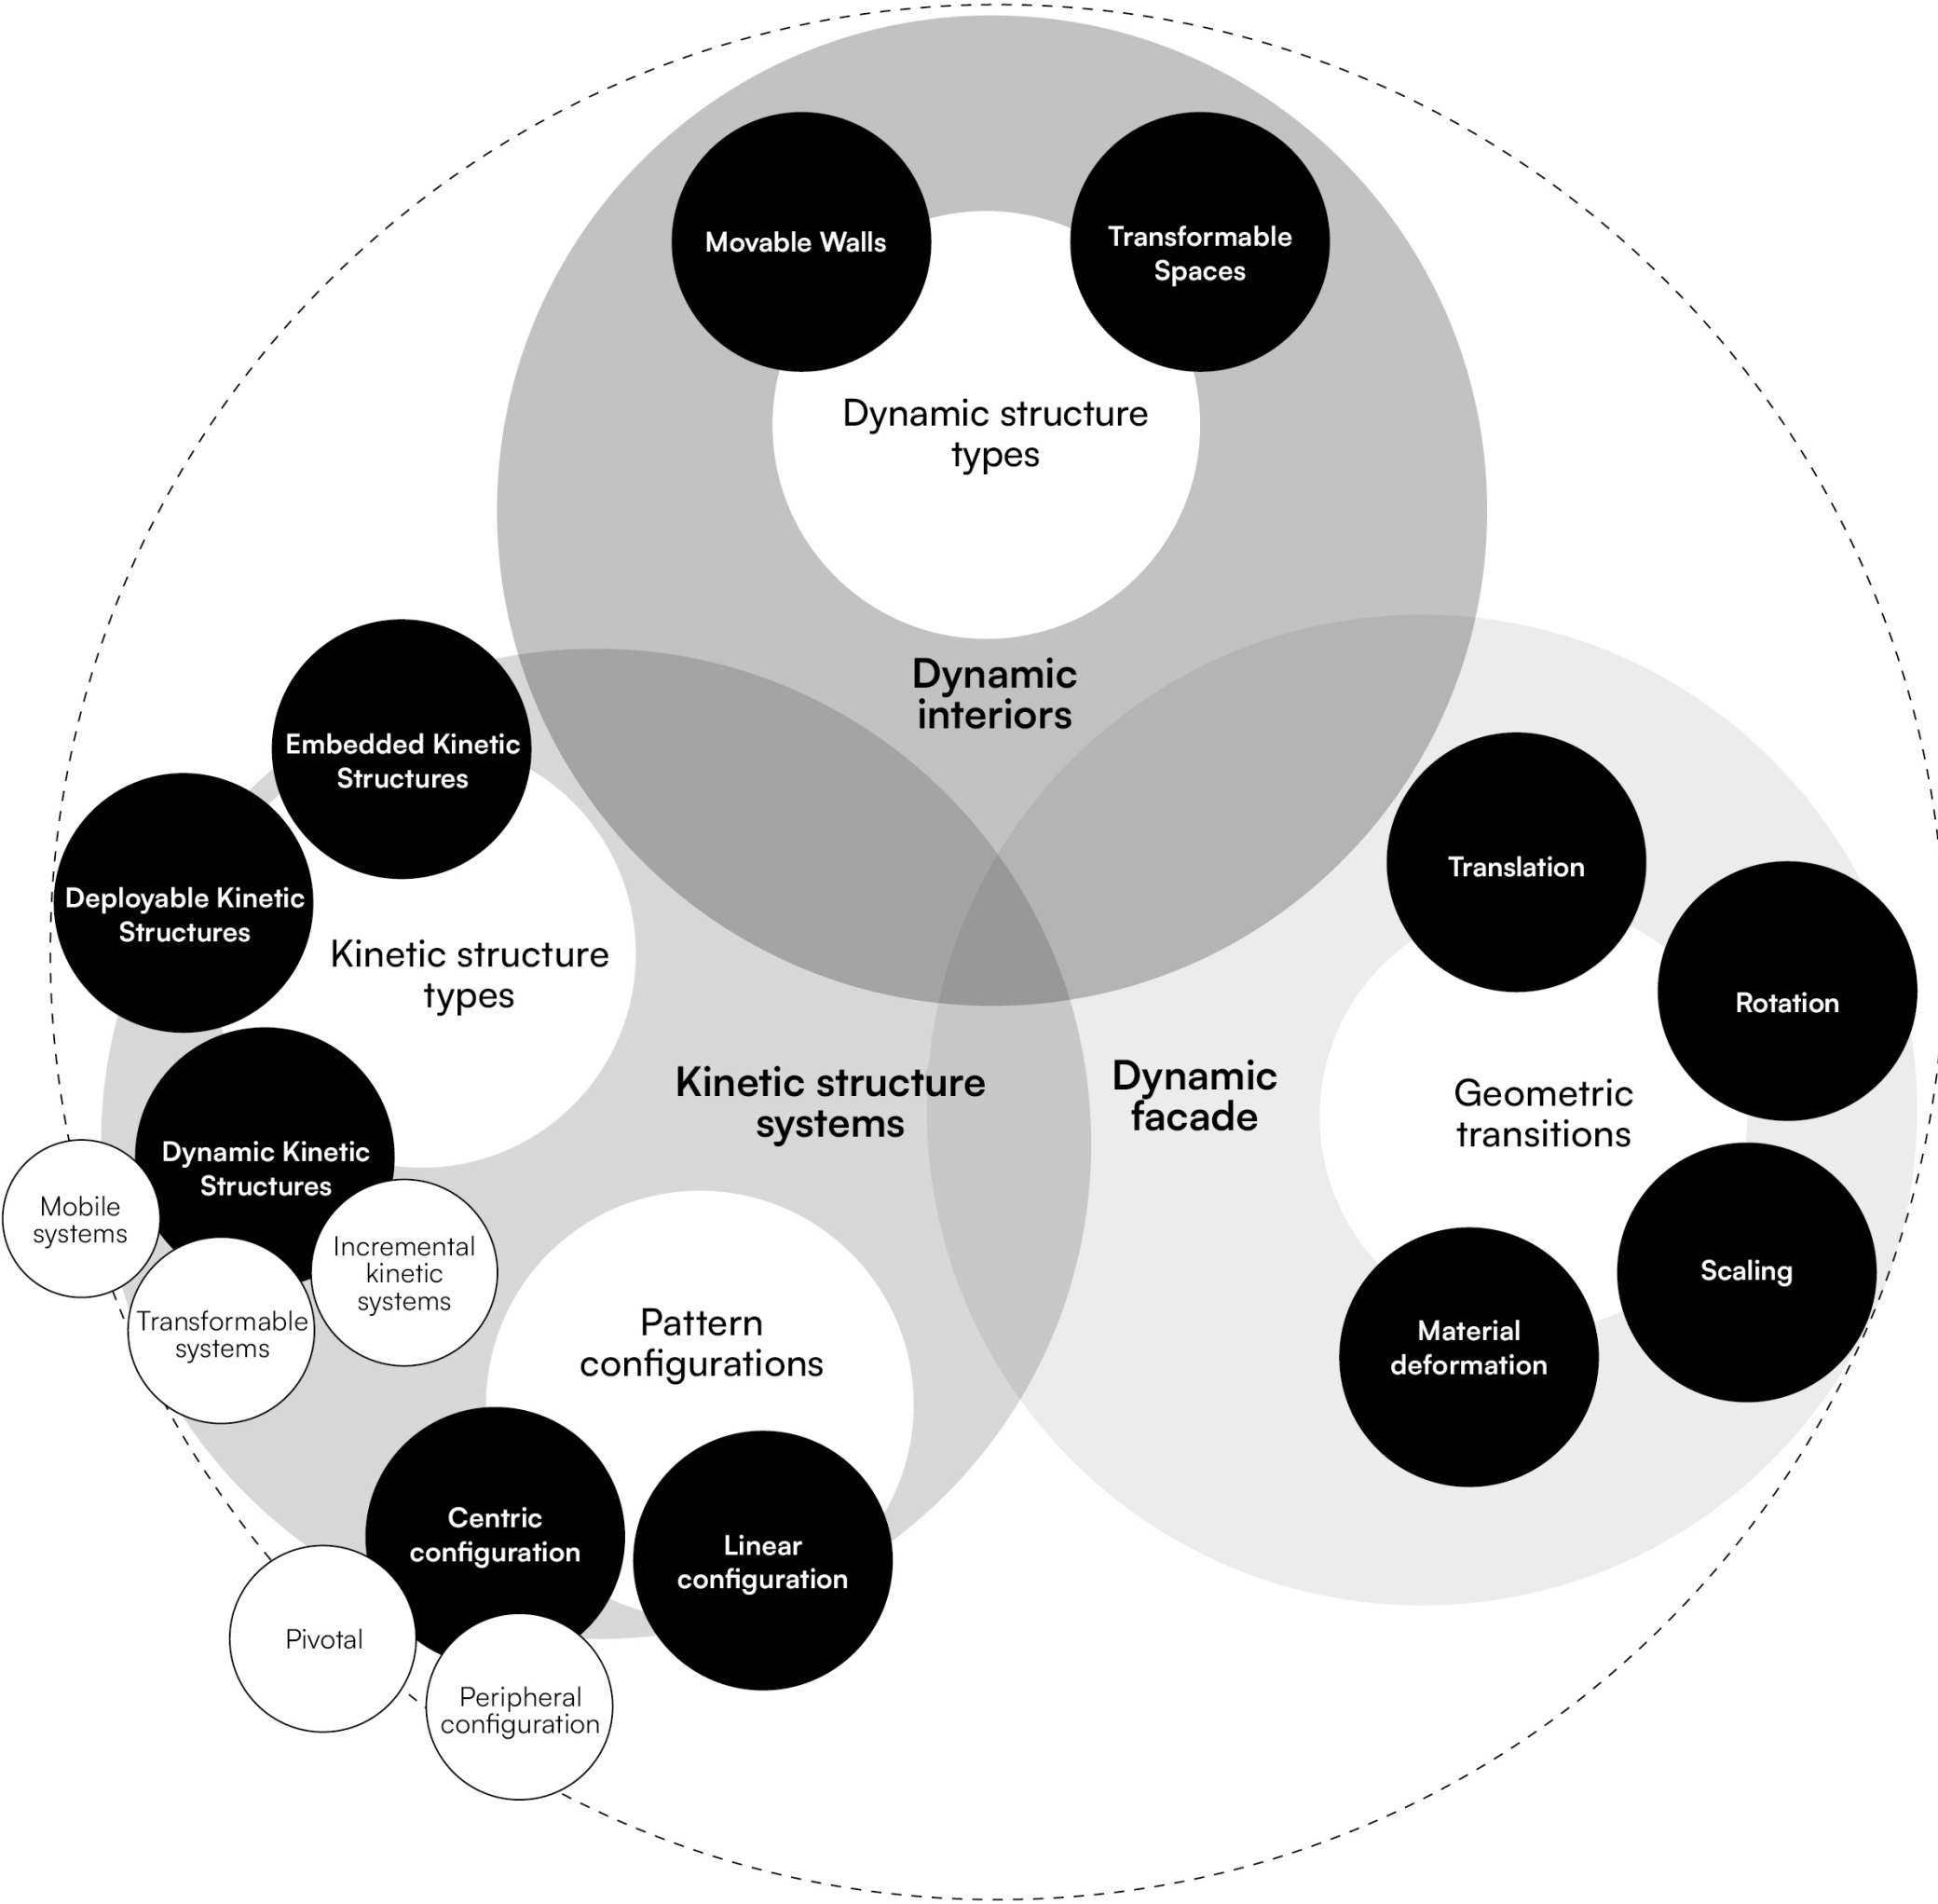 Movable Walls
Transformable
Spaces
Dynamic structure
types
Dynamic
interiors
Embedded Kinetic
Structures
Deployable Kinetic
Structures
Kinetic structure
types
Dynamic Kinetic
Structures
Mobile
systems
Transformable
systems
Incremental
kinetic
systems
Kinetic structure
systems
Pattern
configurations
Centric
configuration
Linear
configuration
Pivotal
Peripheral
configuration
Dynamic
facade
Translation
Rotation
Geometric
transitions
Scaling
Material
deformation